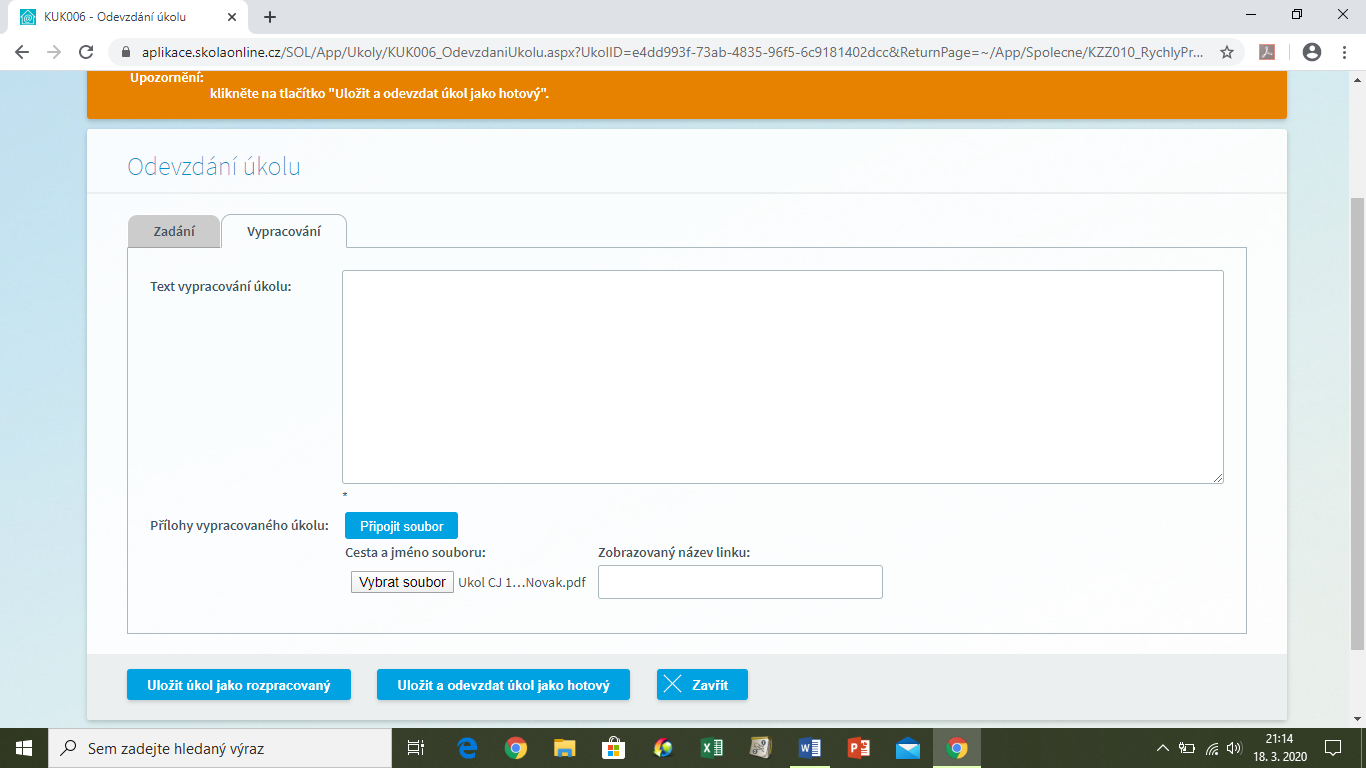 KUK006 - Odevzdání úkolu
aplikace.skolaonline.cz/SOL/App/Ukoly/KUK006_OdevzdaniUkolu.aspx?UkolID=e4dd993f-73ab-4835-96f5-6c9181402dcc&ReturnPage=~/App/Spolecne/KZZ010_RychlyPr...
Upozornění:
klikněte na tlačítko "Uložit a odevzdat úkol jako hotový".
Odevzdání úkolu
Zadání Vypracování
Text vypracování úkolu:
*
Přílohy vypracovaného úkolu: Připojit soubor
Cesta a jméno souboru: Zobrazovaný název linku:
Vybrat soubor Ukol CJ 1…Novak.pdf
Uložit úkol jako rozpracovaný Uložit a odevzdat úkol jako hotový Zavřít
Sem zadejte hledaný výraz
21:14
18. 3. 2020